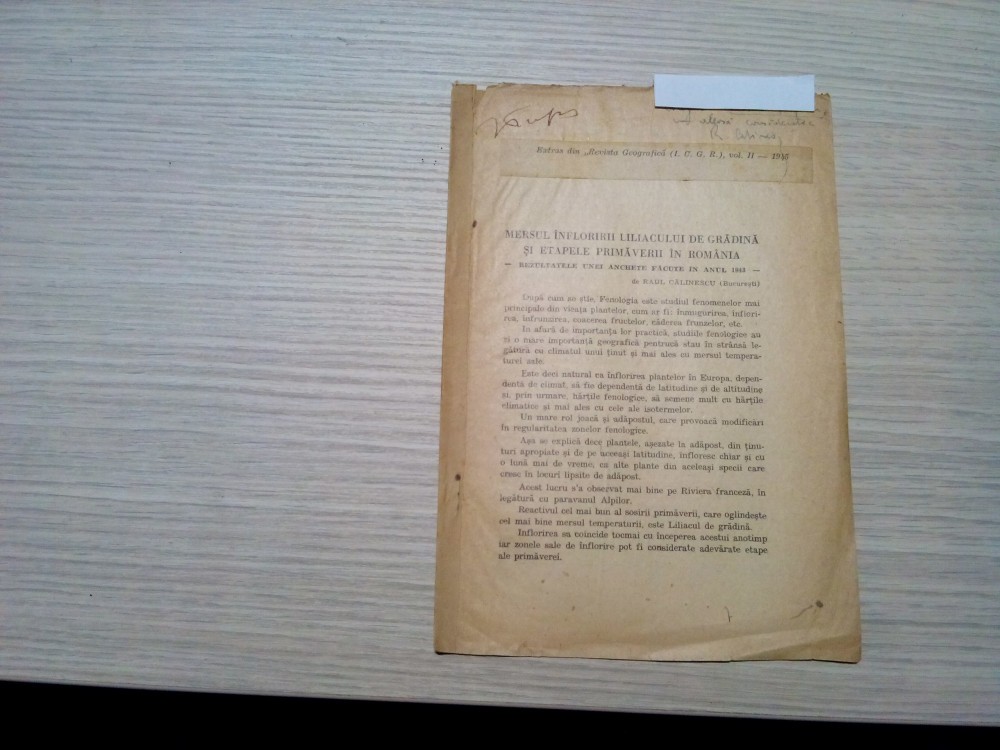 Extras din „Revista Geografică (I. C. G. R.), vol. II — 1945
MERSUL ÎNFLORIRII LILIACULUI DE GRĂDINĂ
ȘI ETAPELE PRIMĂVERII ÎN ROMÂNIA
— REZULTATELE UNEI ANCHETE FĂCUTE IN ANUL 1943 —
de RAUL CĂLINESCU (București)
După cum se știe, Fenologia este studiul fenomenelor mai
principale din vieața plantelor, cum ar fi: înmugurirea, înflori-
rea, înfrunzirea, coacerea fructelor, căderea frunzelor, etc.
In afară de importanța lor practică, studiile fenologice au
și o mare importanță geografică pentrucă stau în strânsă le-
gătură cu climatul unui ținut și mai ales cu mersul tempera-
turei sale.
Este deci natural ca înflorirea plantelor în Europa, depen-
dentă de climat, să fie dependentă de latitudine și de altitudine
și, prin urmare, hărțile fenologice, să semene mult cu hărțile
climatice și mai ales cu cele ale isotermelor.
Un mare rol joacă și adăpostul, care provoacă modificări
în regularitatea zonelor fenologice.
Așa se explică dece plantele, așezate la adăpost, din ținu-
turi apropiate și de pe aceeași latitudine, înfloresc chiar și cu
o lună mai de vreme, ca alte plante din aceleași specii care
cresc în locuri lipsite de adăpost.
Acest lucru s'a observat mai bine pe Riviera franceză, în
legătură cu paravanul Alpilor.
Reactivul cel mai bun al sosirii primăverii, care oglindește
cel mai bine mersul temperaturii, este Liliacul de grădină.
Inflorirea sa coincide tocmai cu începerea acestui anotimp
iar zonele sale de înflorire pot fi considerate adevărate etape
ale primăverei.